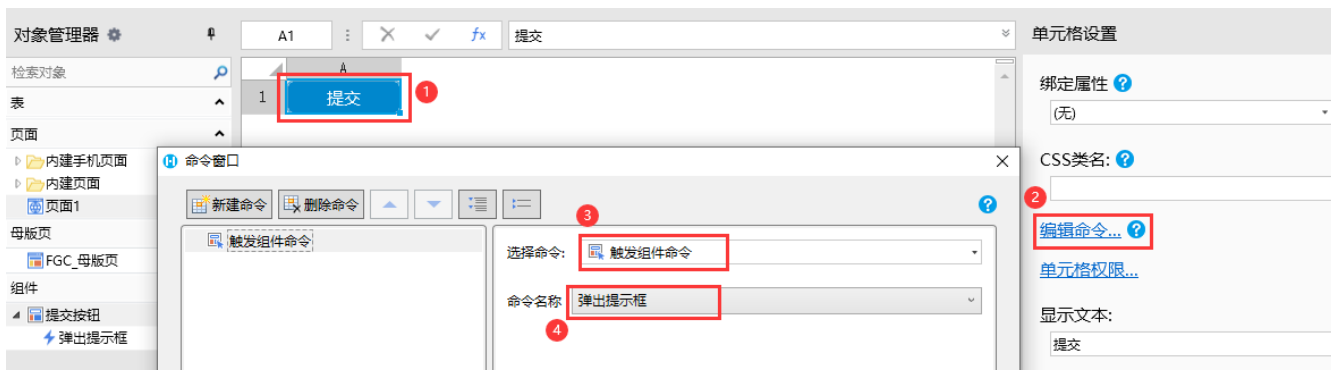 对象管理器
A1
fx
提交
单元格设置
检索对象
A
绑定属性
(无)
表
1
提交
1
页面
内建手机页面
内建页面
页面1
命令窗口
CSS类名:
新建命令
删除命令
3
2
母版页
FGC_母版页
触发组件命令
选择命令:
触发组件命令
编辑命令...
单元格权限...
组件
提交按钮
弹出提示框
命令名称
弹出提示框
4
显示文本:
提交